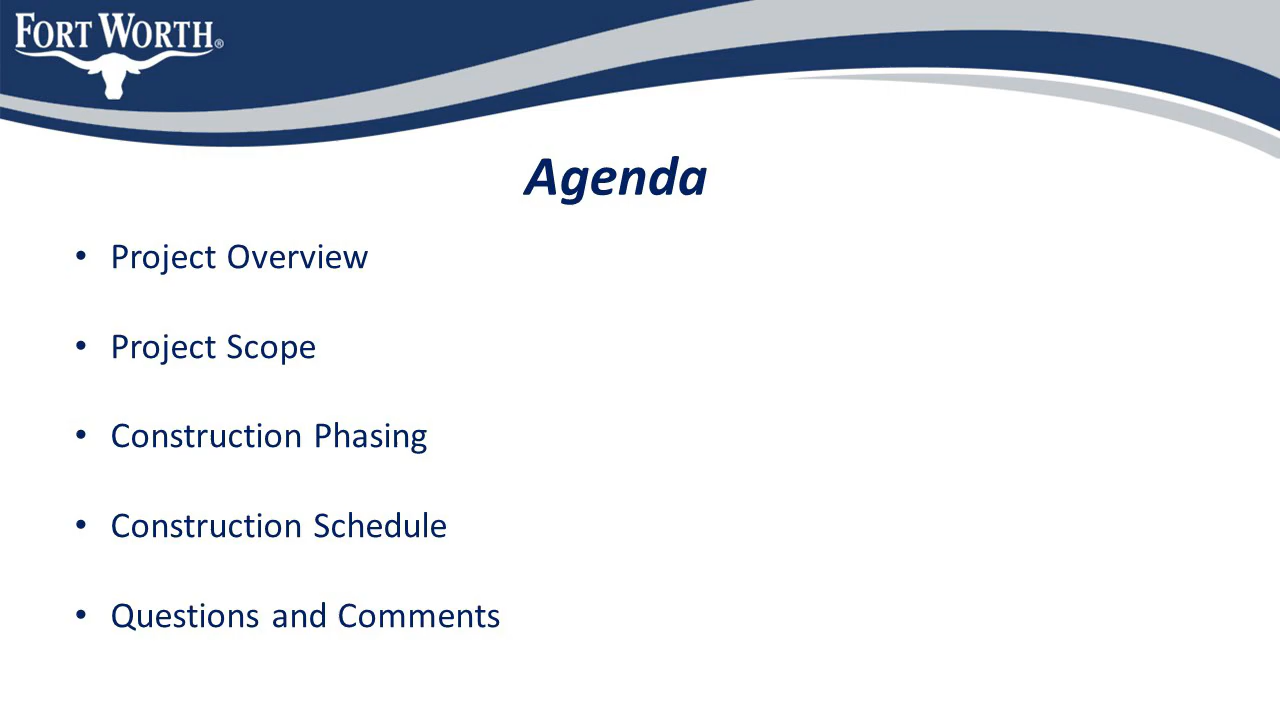 FORT WORTH®
Agenda
• Project Overview
• Project Scope
• Construction Phasing
• Construction Schedule
• Questions and Comments